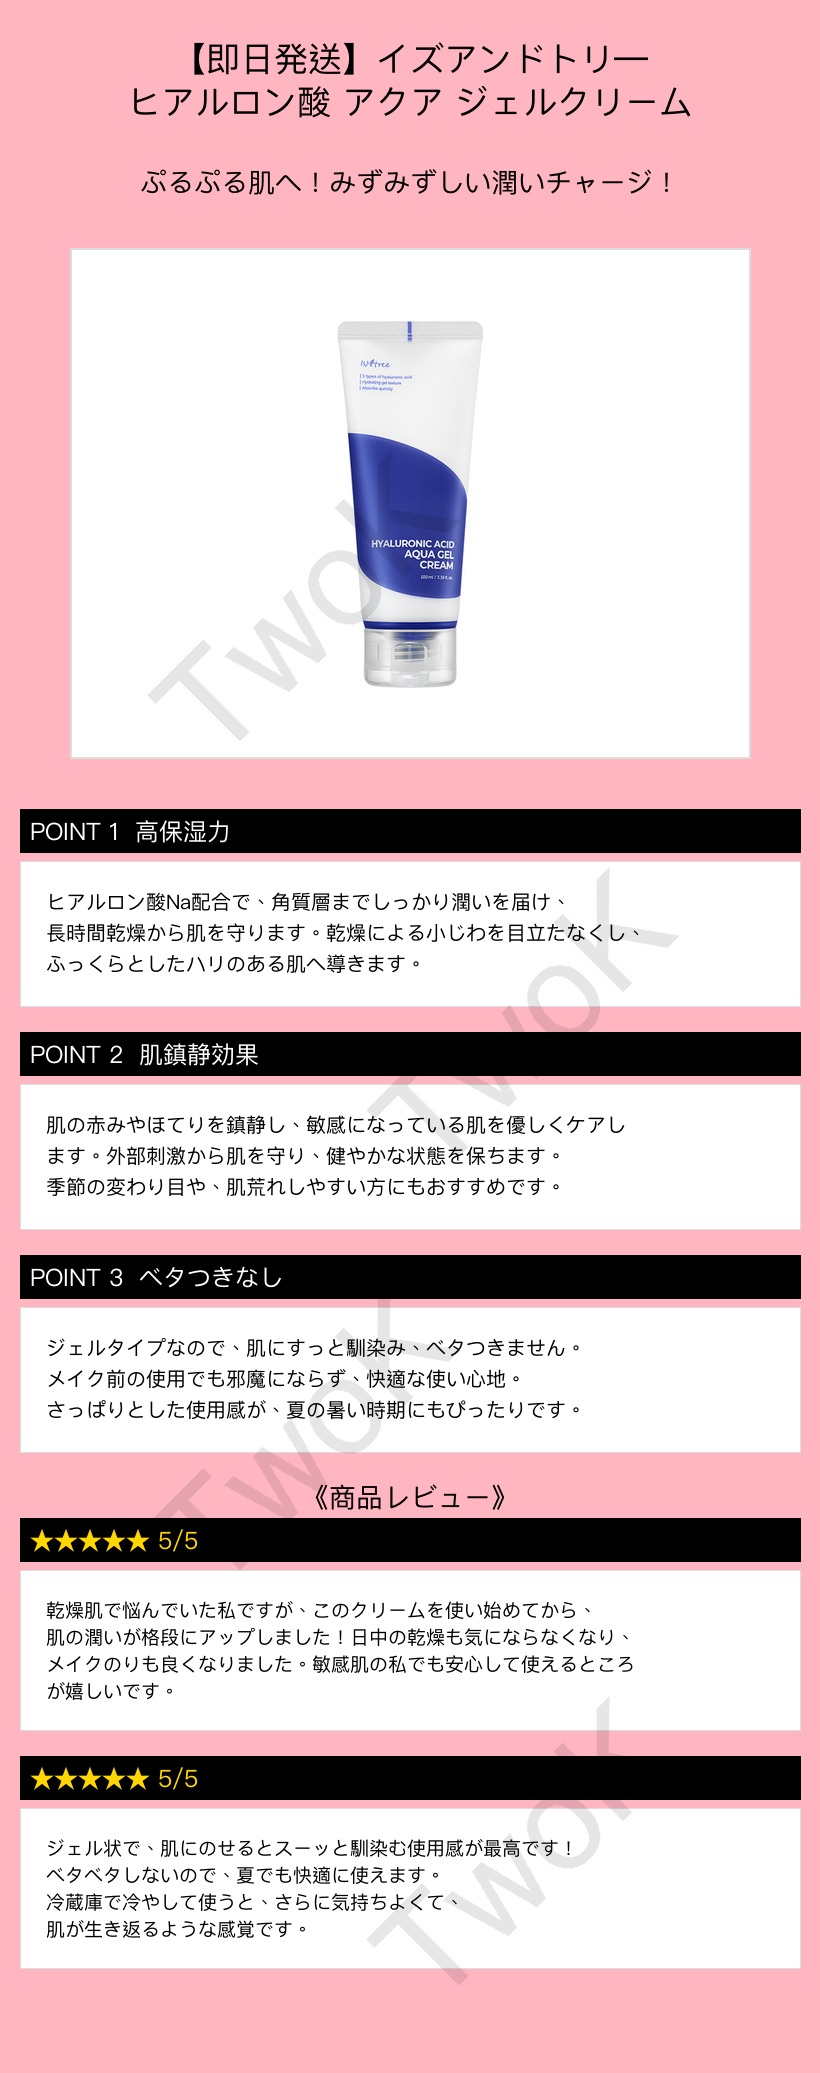 【即日発送】イズアンドトリー
ヒアルロン酸 アクア ジェルクリーム
ぷるぷる肌へ！みずみずしい潤いチャージ！
isntree
5 types of hyaluronic acid
Hydrating gel texture
Absorbs quickly
HYALURONIC ACID
AQUA GEL
CREAM
100 ml / 3.38 fl. oz
TwoK
POINT 1 高保湿力
ヒアルロン酸Na配合で、角質層までしっかり潤いを届け、
長時間乾燥から肌を守ります。乾燥による小じわを目立たなくし、
ふっくらとしたハリのある肌へ導きます。
TwoK
POINT 2 肌鎮静効果
肌の赤みやほてりを鎮静し、敏感になっている肌を優しくケアし
ます。外部刺激から肌を守り、健やかな状態を保ちます。
季節の変わり目や、肌荒れしやすい方にもおすすめです。
POINT 3 ベタつきなし
ジェルタイプなので、肌にすっと馴染み、ベタつきません。
メイク前の使用でも邪魔にならず、快適な使い心地。
さっぱりとした使用感が、夏の暑い時期にもぴったりです。
TwoK
《商品レビュー》
★★★★★ 5/5
乾燥肌で悩んでいた私ですが、このクリームを使い始めてから、
肌の潤いが格段にアップしました！日中の乾燥も気にならなくなり、
メイクのりも良くなりました。敏感肌の私でも安心して使えるところ
が嬉しいです。
★★★★★ 5/5
ジェル状で、肌にのせるとスーッと馴染む使用感が最高です！
ベタベタしないので、夏でも快適に使えます。
冷蔵庫で冷やして使うと、さらに気持ちよくて、
肌が生き返るような感覚です。
TwoK